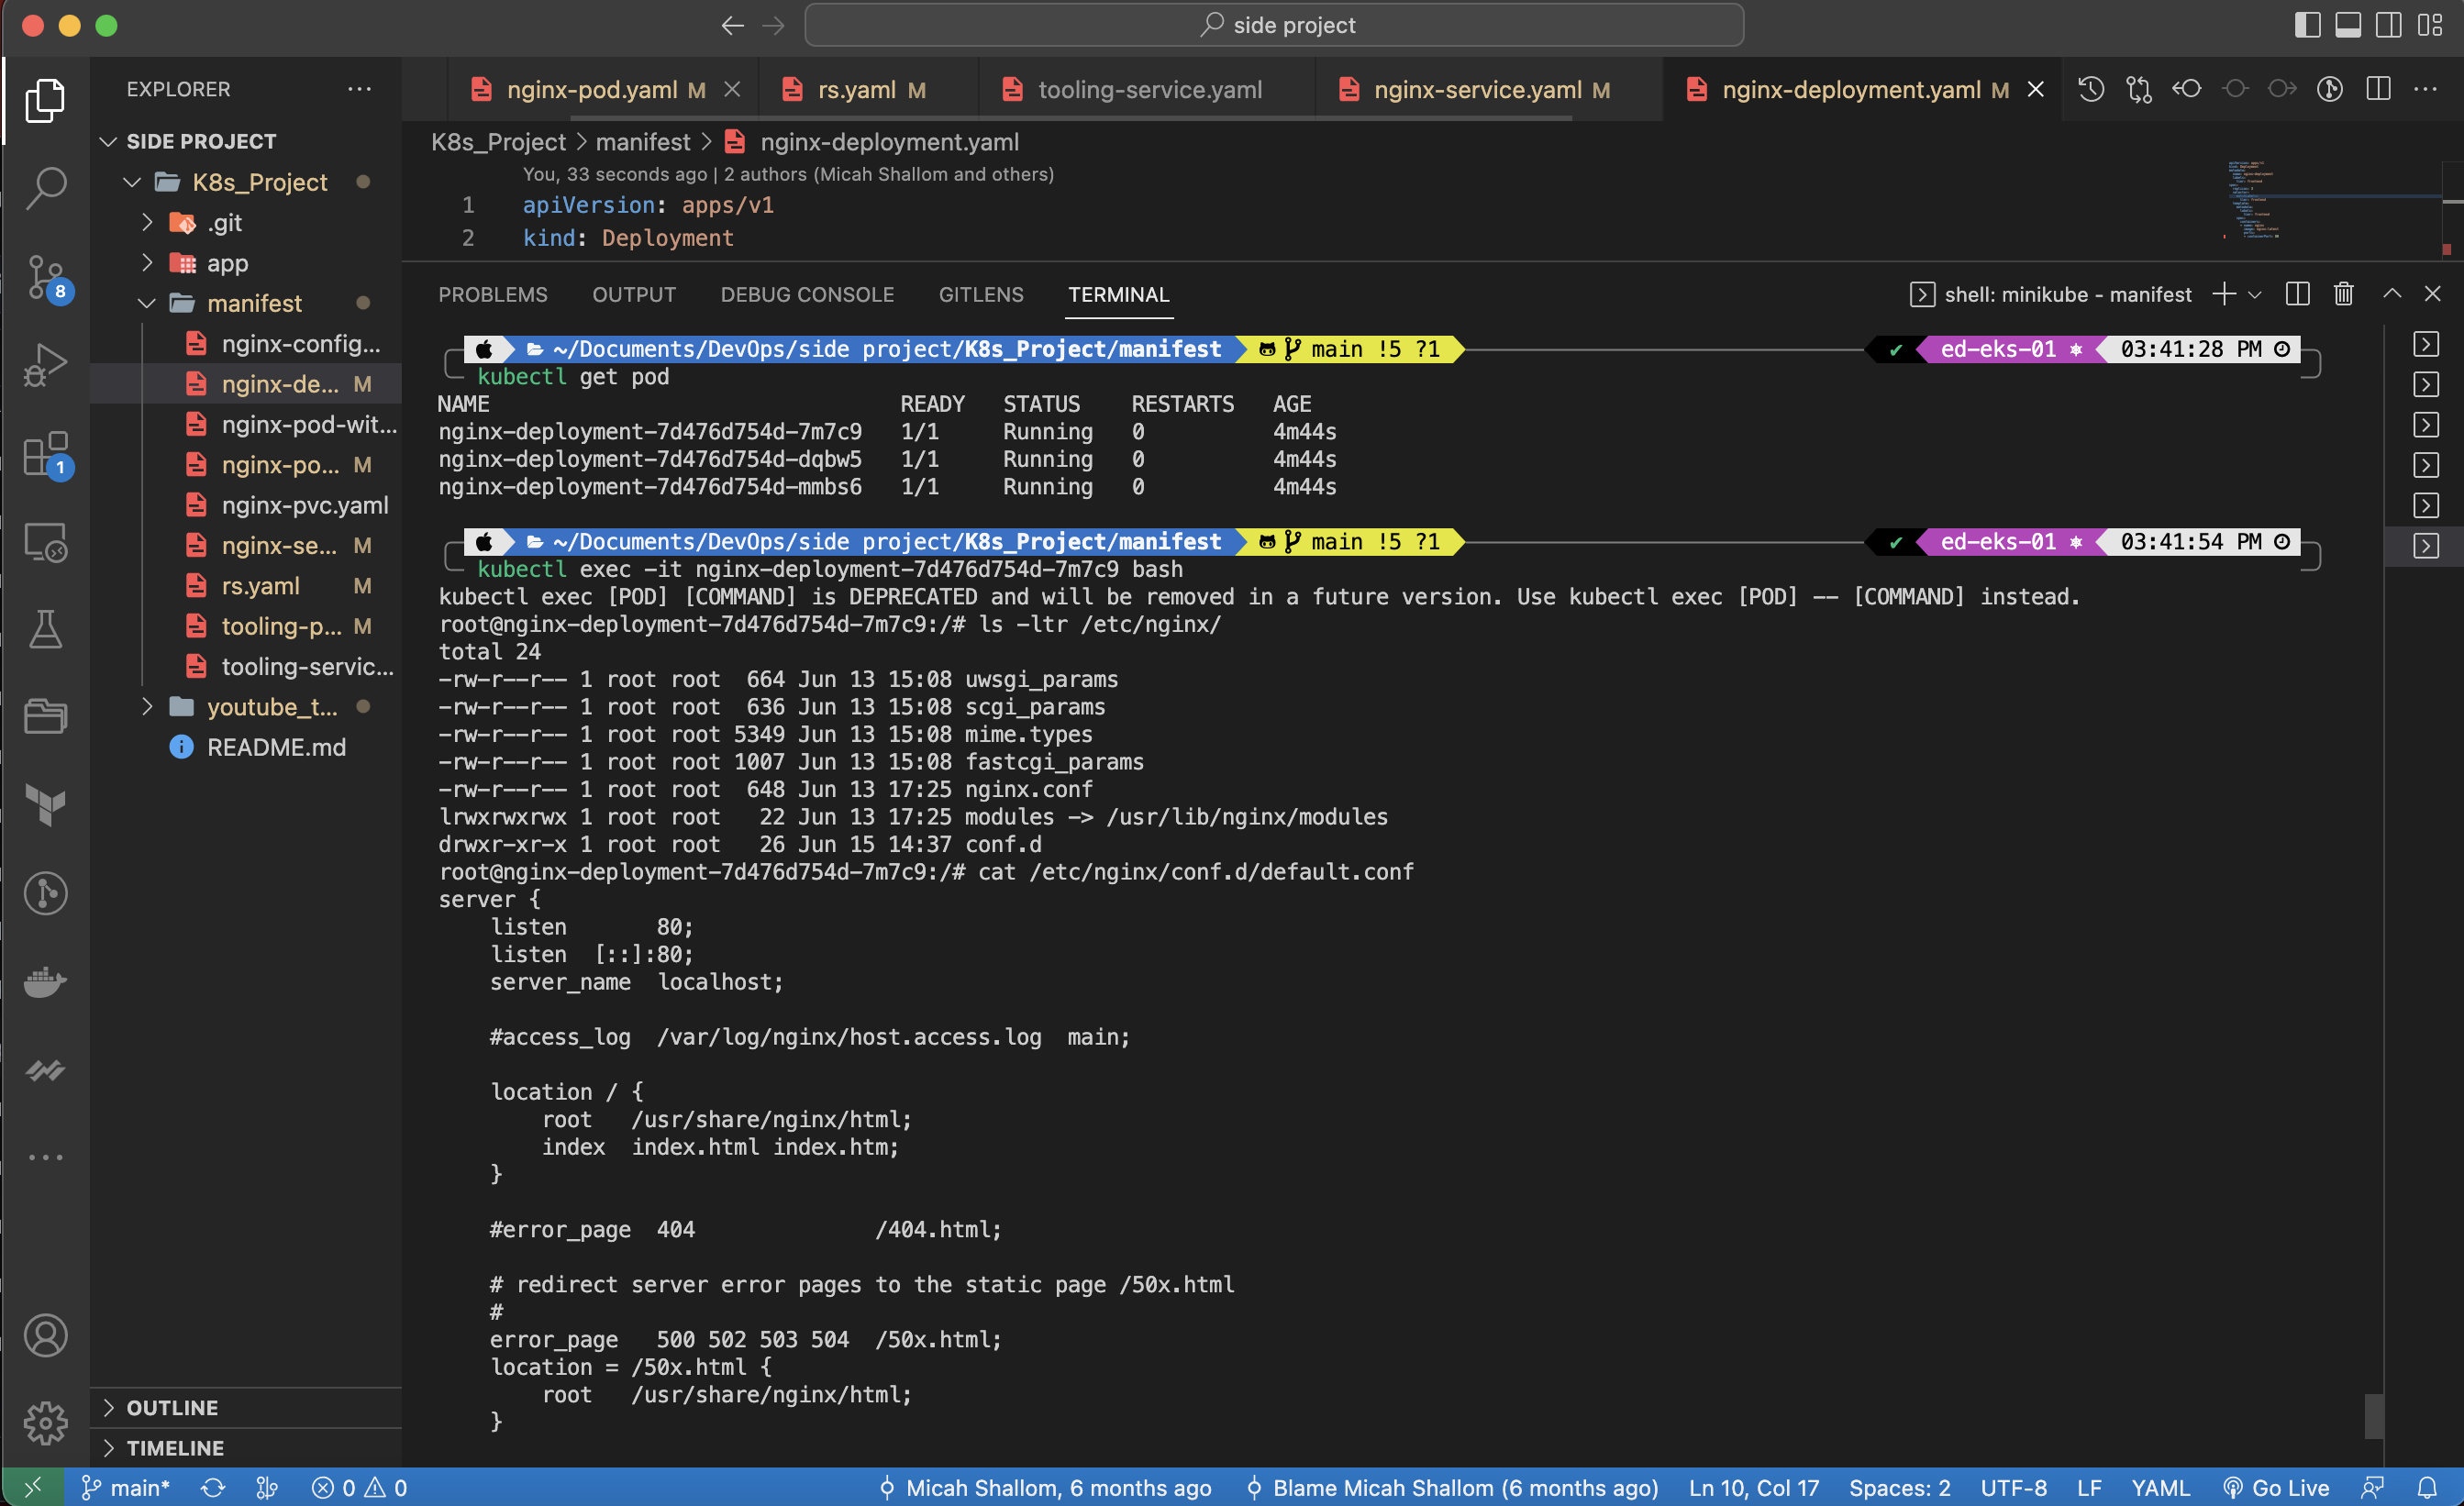 side project
EXPLORER
nginx-pod.yaml M
rs.yaml M
tooling-service.yaml
nginx-service.yaml M
nginx-deployment.yaml M
SIDE PROJECT
K8s_Project
.git
app
manifest
nginx-config...
nginx-de... M
nginx-pod-wit...
nginx-po... M
nginx-pvc.yaml
nginx-se... M
rs.yaml M
tooling-p... M
tooling-servic...
youtube_t...
README.md
OUTLINE
TIMELINE
8
1
K8s_Project > manifest > nginx-deployment.yaml
You, 33 seconds ago | 2 authors (Micah Shallom and others)
1 apiVersion: apps/v1
2 kind: Deployment
PROBLEMS OUTPUT DEBUG CONSOLE GITLENS TERMINAL
shell: minikube - manifest
~/Documents/DevOps/side project/K8s_Project/manifest main !5 ?1 ✔ ed-eks-01 03:41:28 PM
kubectl get pod
NAME READY STATUS RESTARTS AGE
nginx-deployment-7d476d754d-7m7c9 1/1 Running 0 4m44s
nginx-deployment-7d476d754d-dqbw5 1/1 Running 0 4m44s
nginx-deployment-7d476d754d-mmbs6 1/1 Running 0 4m44s
~/Documents/DevOps/side project/K8s_Project/manifest main !5 ?1 ✔ ed-eks-01 03:41:54 PM
kubectl exec -it nginx-deployment-7d476d754d-7m7c9 bash
kubectl exec [POD] [COMMAND] is DEPRECATED and will be removed in a future version. Use kubectl exec [POD] -- [COMMAND] instead.
root@nginx-deployment-7d476d754d-7m7c9:/# ls -ltr /etc/nginx/
total 24
-rw-r--r-- 1 root root  664 Jun 13 15:08 uwsgi_params
-rw-r--r-- 1 root root  636 Jun 13 15:08 scgi_params
-rw-r--r-- 1 root root 5349 Jun 13 15:08 mime.types
-rw-r--r-- 1 root root 1007 Jun 13 15:08 fastcgi_params
-rw-r--r-- 1 root root  648 Jun 13 17:25 nginx.conf
lrwxrwxrwx 1 root root   22 Jun 13 17:25 modules -> /usr/lib/nginx/modules
drwxr-xr-x 1 root root   26 Jun 15 14:37 conf.d
root@nginx-deployment-7d476d754d-7m7c9:/# cat /etc/nginx/conf.d/default.conf
server {
    listen       80;
    listen  [::]:80;
    server_name  localhost;
    #access_log  /var/log/nginx/host.access.log  main;
    location / {
        root   /usr/share/nginx/html;
        index  index.html index.htm;
    }
    #error_page  404              /404.html;
    # redirect server error pages to the static page /50x.html
    #
    error_page   500 502 503 504  /50x.html;
    location = /50x.html {
        root   /usr/share/nginx/html;
    }
main* 0 0 Micah Shallom, 6 months ago Blame Micah Shallom (6 months ago) Ln 10, Col 17 Spaces: 2 UTF-8 LF YAML Go Live